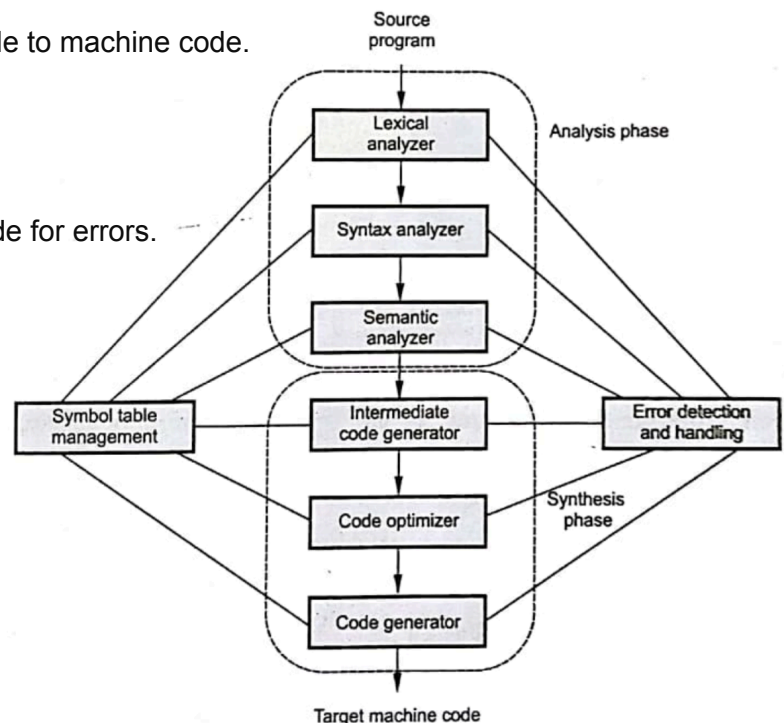 Source
program
le to machine code.
Lexical
analyzer
Analysis phase
de for errors.
Syntax analyzer
Semantic
analyzer
Symbol table
management
Intermediate
code generator
Error detection
and handling
Code optimizer
Synthesis
phase
Code generator
Target machine code